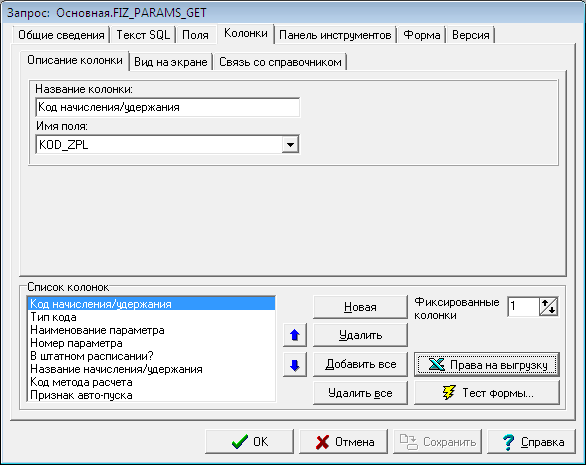 Запрос:  Основная.FIZ_PARAMS_GET
Общие сведения Текст SQL Поля Колонки Панель инструментов Форма Версия
Описание колонки Вид на экране Связь со справочником
Название колонки:
Код начисления/удержания
Имя поля:
KOD_ZPL
Список колонок
Код начисления/удержания
Тип кода
Наименование параметра
Номер параметра
В штатном расписании?
Название начисления/удержания
Код метода расчета
Признак авто-пуска
Новая
Удалить
Добавить все
Удалить все
Фиксированные
колонки
1
Права на выгрузку
Тест формы...
OK Отмена Сохранить Справка